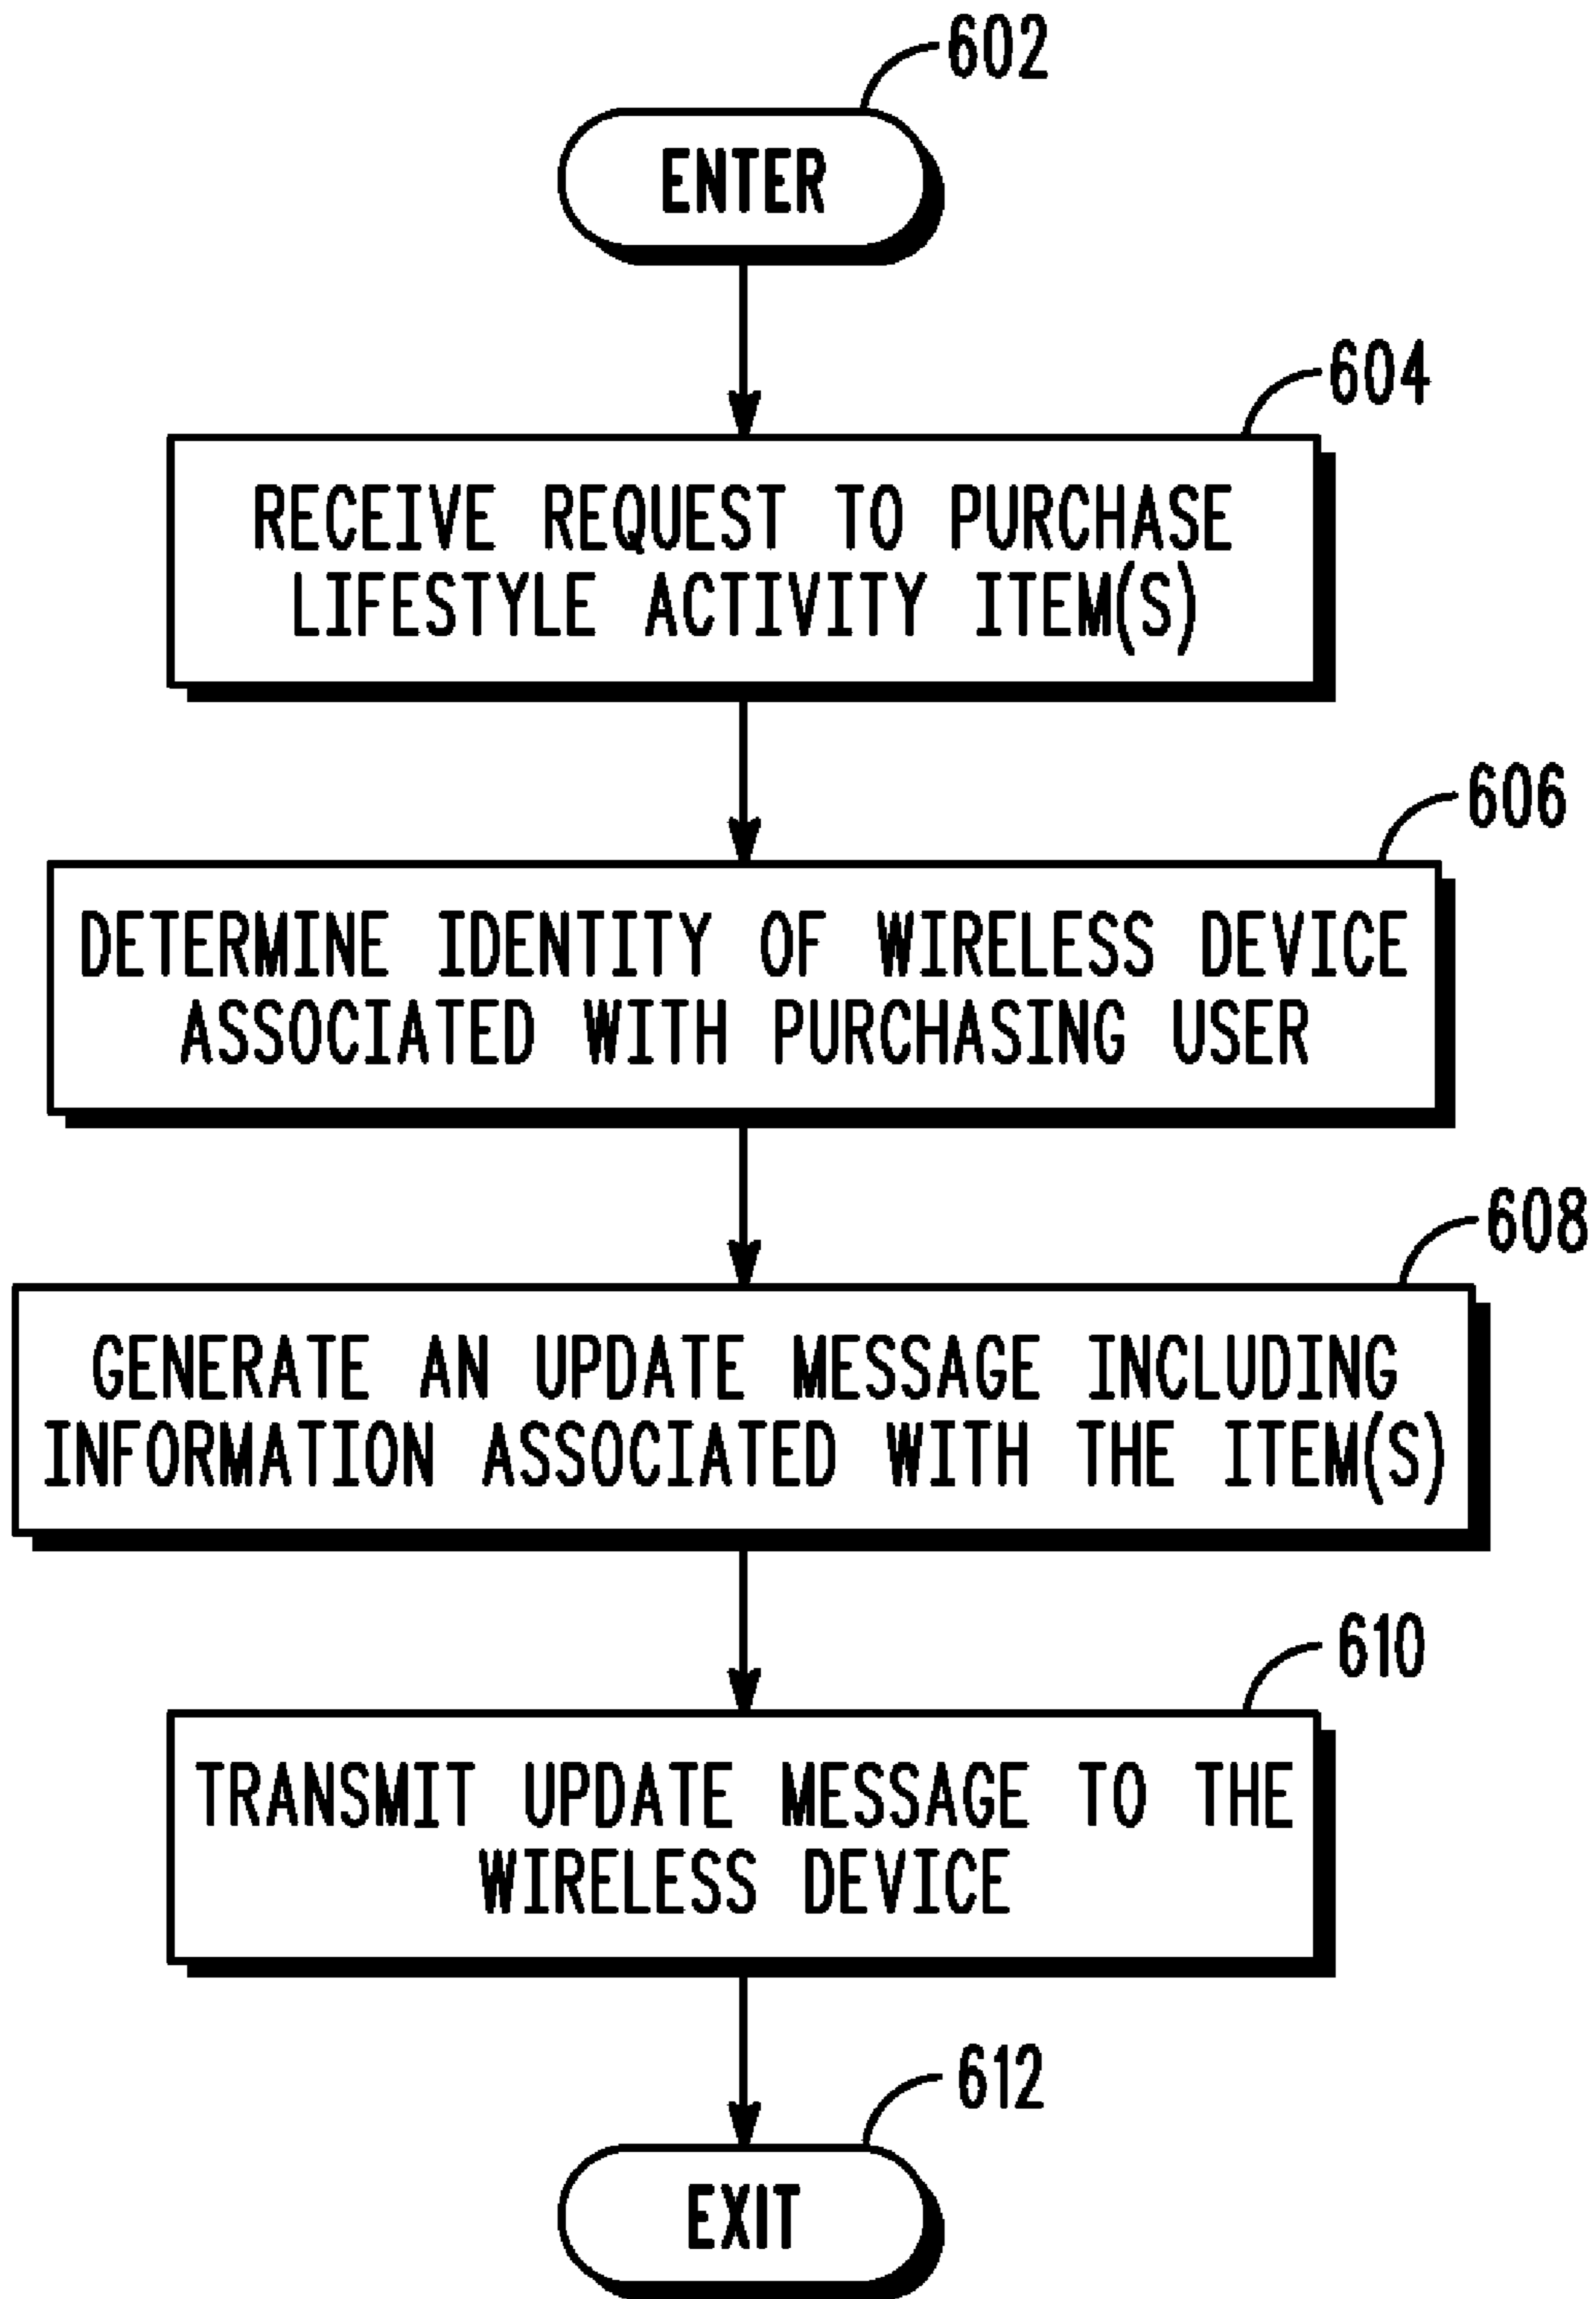 602
ENTER
604
RECEIVE REQUEST TO PURCHASE
LIFESTYLE ACTIVITY ITEM(S)
606
DETERMINE IDENTITY OF WIRELESS DEVICE
ASSOCIATED WITH PURCHASING USER
608
GENERATE AN UPDATE MESSAGE INCLUDING
INFORMATION ASSOCIATED WITH THE ITEM(S)
610
TRANSMIT UPDATE MESSAGE TO THE
WIRELESS DEVICE
612
EXIT